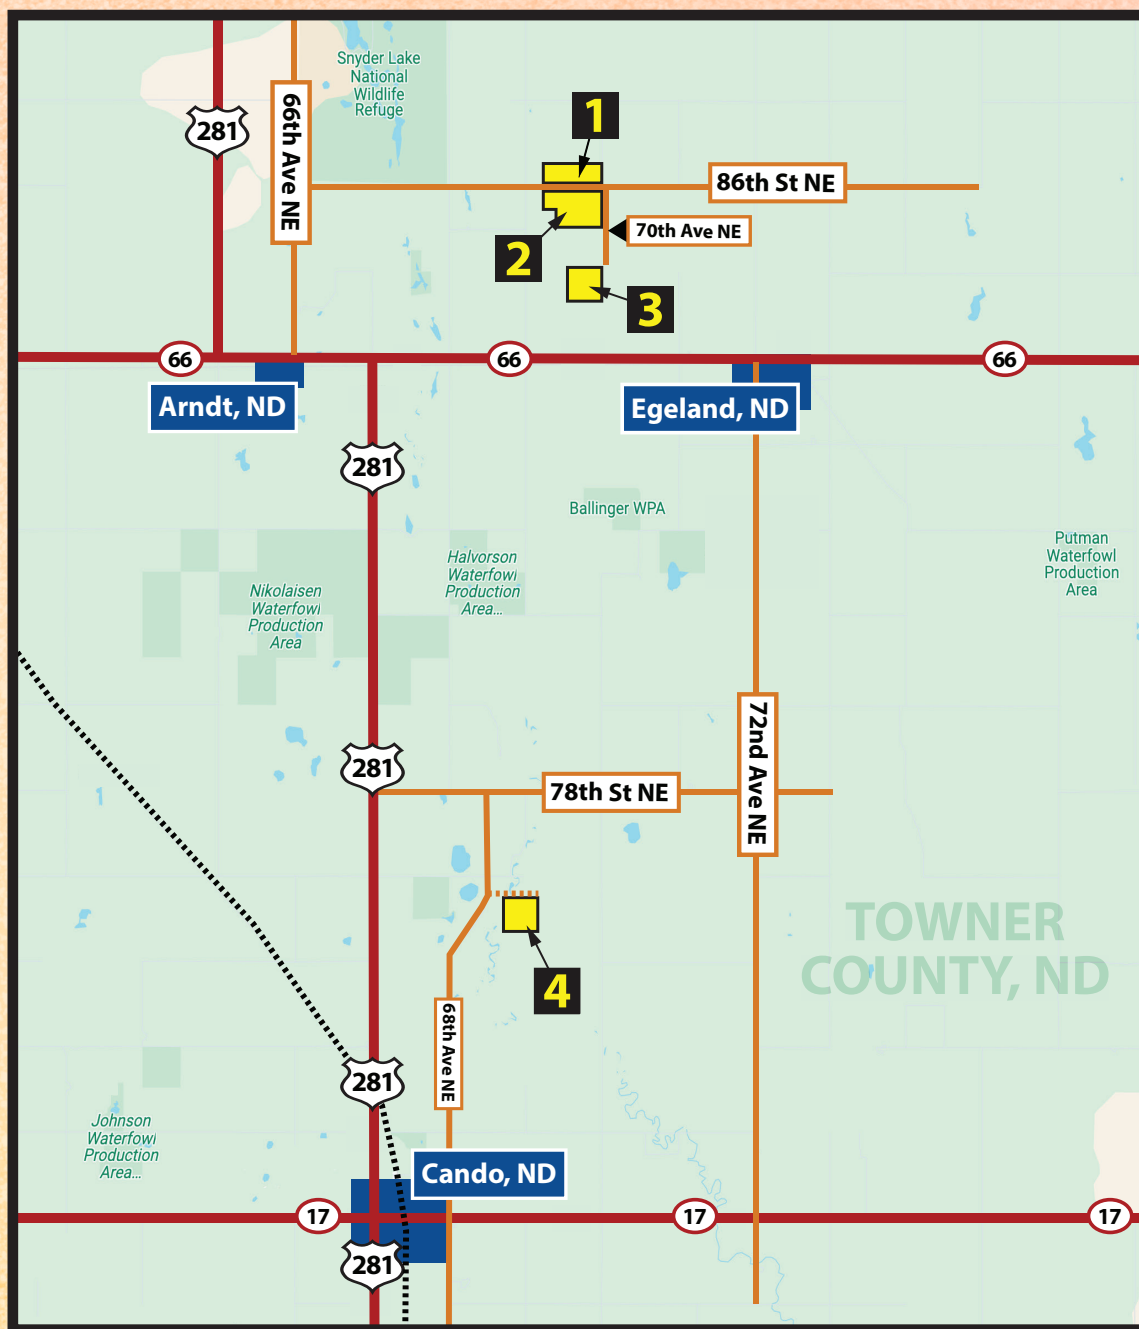 Snyder Lake
National
Wildlife
Refuge
281
66th Ave NE
1
86th St NE
70th Ave NE
2
3
66
66
66
Arndt, ND
Egeland, ND
281
Ballinger WPA
Halvorson
Waterfowl
Production
Area...
Putman
Waterfowl
Production
Area
Nikolaisen
Waterfowl
Production
Area
281
78th St NE
72nd Ave NE
TOWNER
COUNTY, ND
4
68th Ave NE
281
Johnson
Waterfowl
Production
Area...
Cando, ND
17
17
17
281